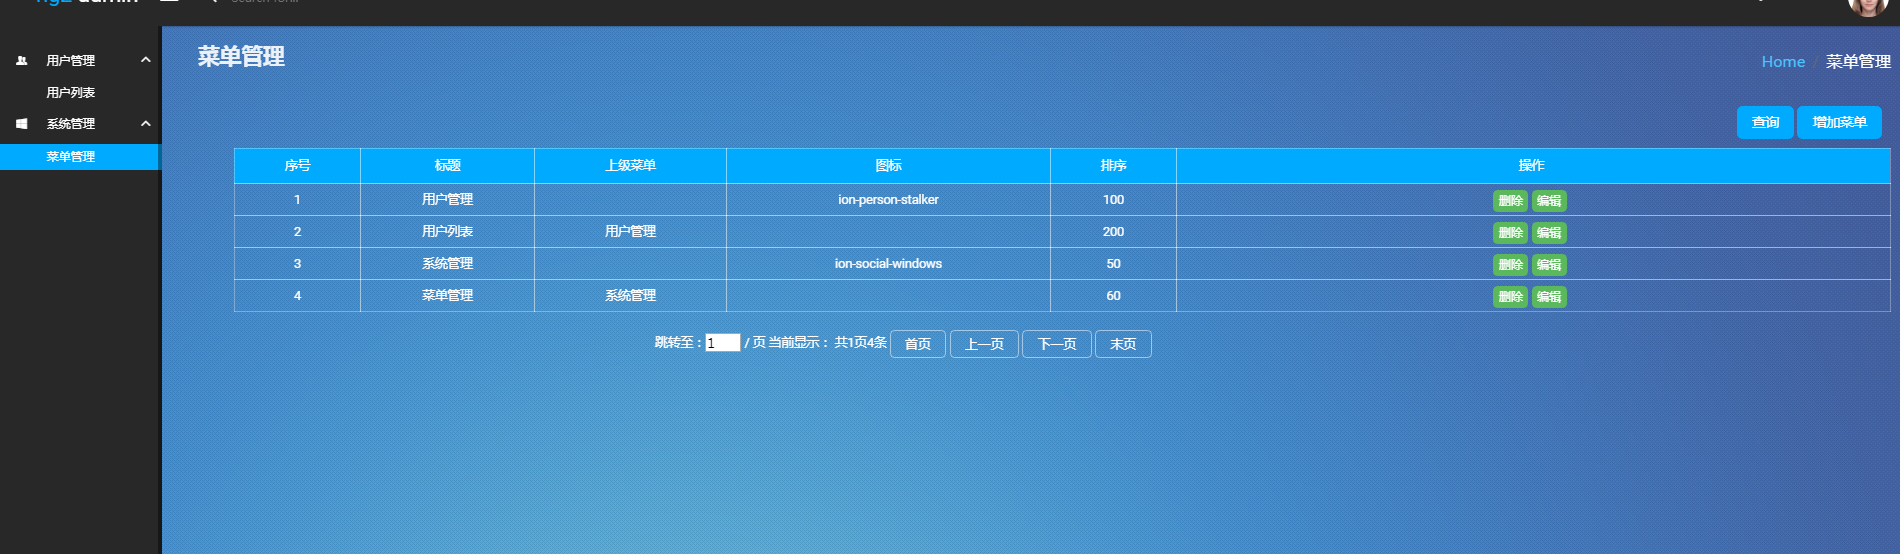 ng2-admin
用户管理
用户列表
系统管理
菜单管理
菜单管理
Home / 菜单管理
查询 增加菜单
序号 标题 上级菜单 图标 排序 操作
1 用户管理 ion-person-stalker 100 删除 编辑
2 用户列表 用户管理 200 删除 编辑
3 系统管理 ion-social-windows 50 删除 编辑
4 菜单管理 系统管理 60 删除 编辑
跳转至：1 / 页 当前显示： 共1页4条 首页 上一页 下一页 末页